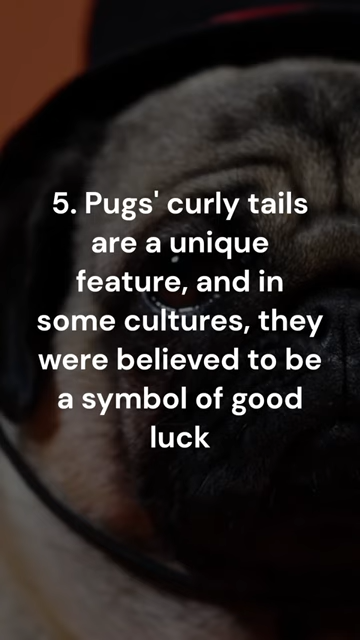 5. Pugs' curly tails
are a unique
feature, and in
some cultures, they
were believed to be
a symbol of good
luck